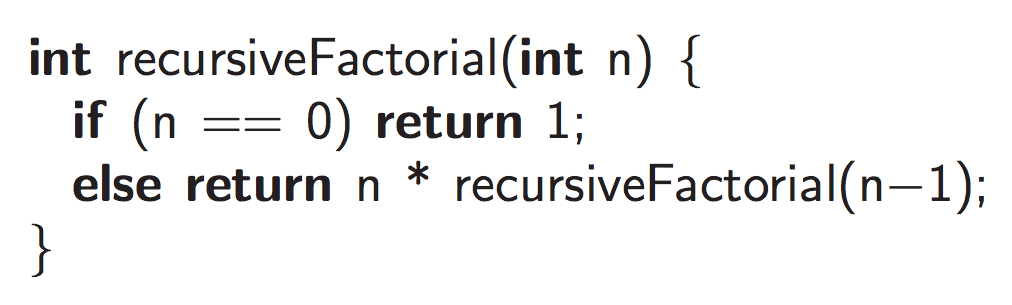 int recursiveFactorial(int n) {
if (n == 0) return 1;
else return n * recursiveFactorial(n−1);
}